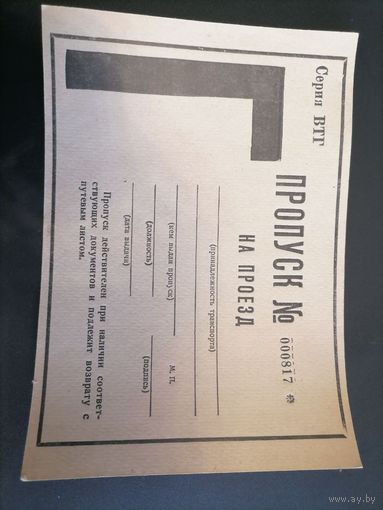 Серия ВТГ
ПРОПУСК № 000817
НА ПРОЕЗД
(принадлежность транспорта)
(кем выдан пропуск)
М. П.
(должность)
(подпись)
(дата выдачи)
Пропуск действителен при наличии соответ-
ствующих документов и подлежит возврату с
путевым листом.
www.ay.by